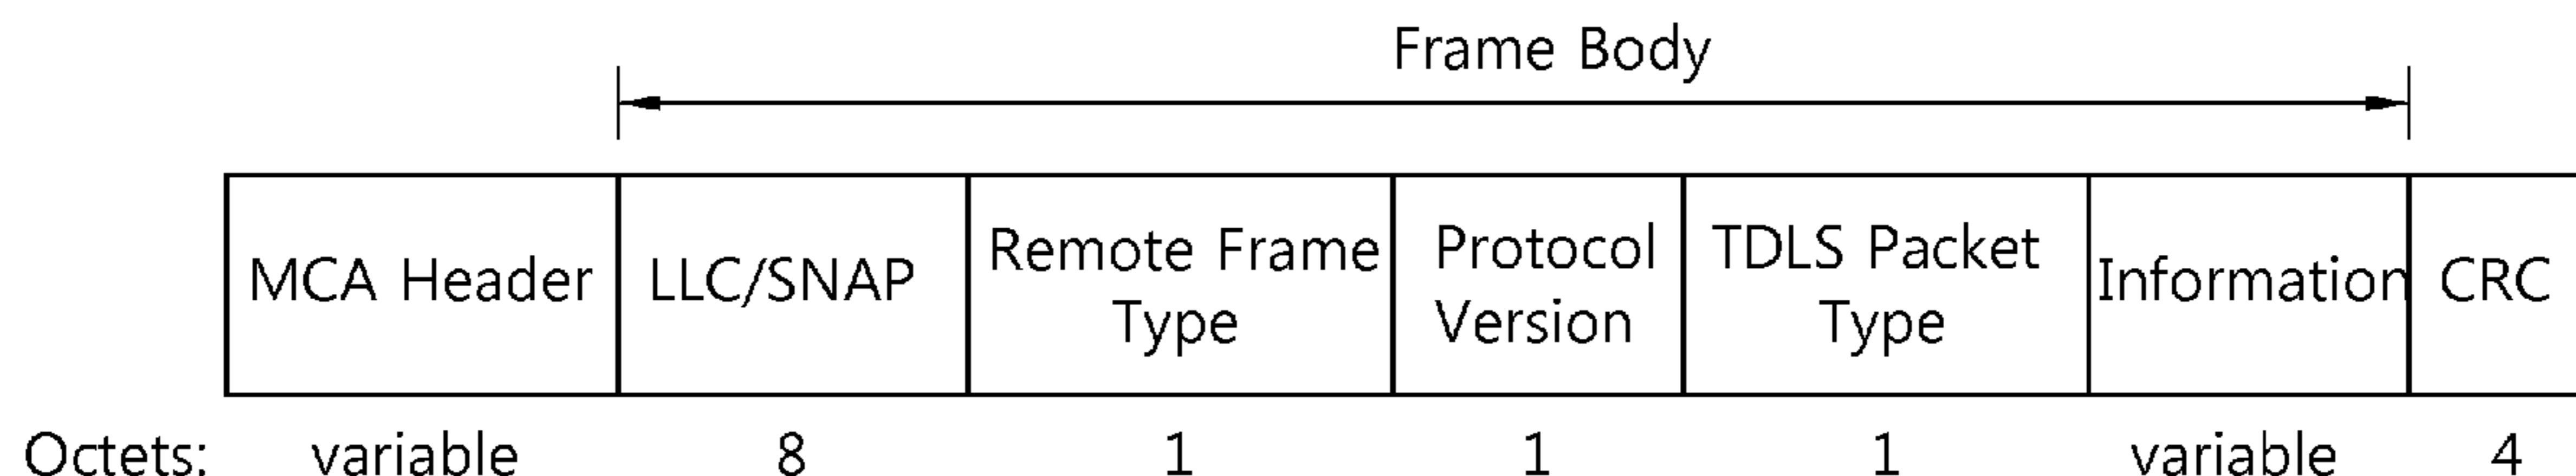 Frame Body
MCA Header LLC/SNAP Remote Frame Type Protocol Version TDLS Packet Type Information CRC
Octets: variable 8 1 1 1 variable 4